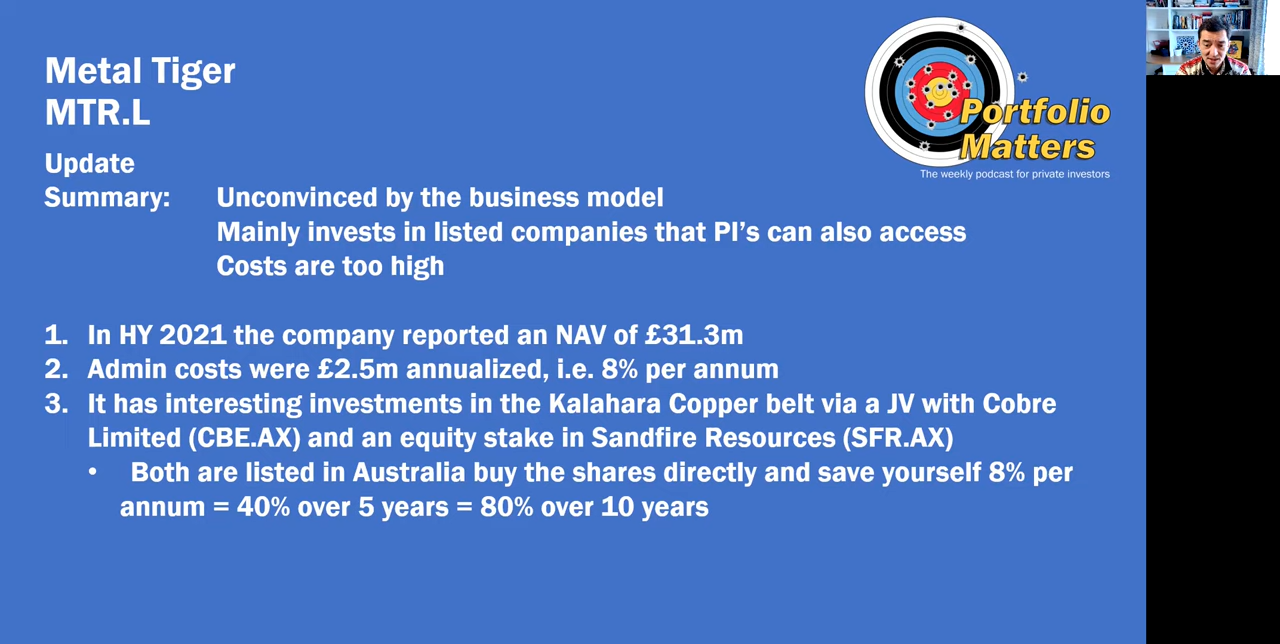 Metal Tiger
MTR.L
Portfolio
Matters
The weekly podcast for private investors
Update
Summary: Unconvinced by the business model
Mainly invests in listed companies that PI's can also access
Costs are too high
1. In HY 2021 the company reported an NAV of £31.3m
2. Admin costs were £2.5m annualized, i.e. 8% per annum
3. It has interesting investments in the Kalahara Copper belt via a JV with Cobre
Limited (CBE.AX) and an equity stake in Sandfire Resources (SFR.AX)
• Both are listed in Australia buy the shares directly and save yourself 8% per
annum = 40% over 5 years = 80% over 10 years